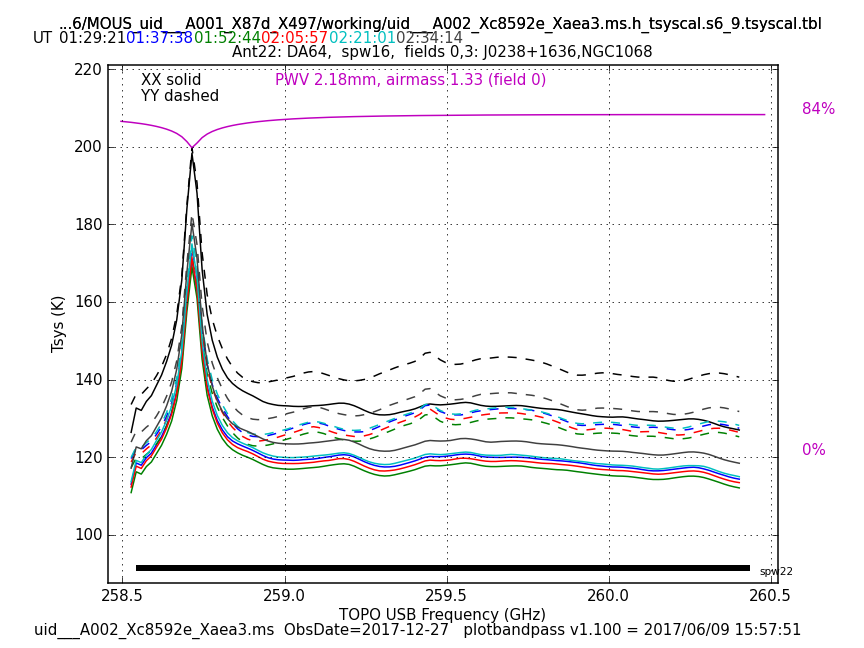 ...6/MOUS_uid___A001_X87d_X497/working/uid___A002_Xc8592e_Xaea3.ms.h_tsyscal.s6_9.tsyscal.tbl
UT 01:29:21 01:37:38 01:52:44 02:05:57 02:21:01 02:34:14
Ant22: DA64, spw16, fields 0,3: J0238+1636,NGC1068
XX solid
YY dashed
PWV 2.18mm, airmass 1.33 (field 0)
84%
0%
220
200
180
160
140
120
100
Tsys (K)
spw22
258.5 259.0 259.5 260.0 260.5
TOPO USB Frequency (GHz)
uid___A002_Xc8592e_Xaea3.ms ObsDate=2017-12-27 plotbandpass v1.100 = 2017/06/09 15:57:51